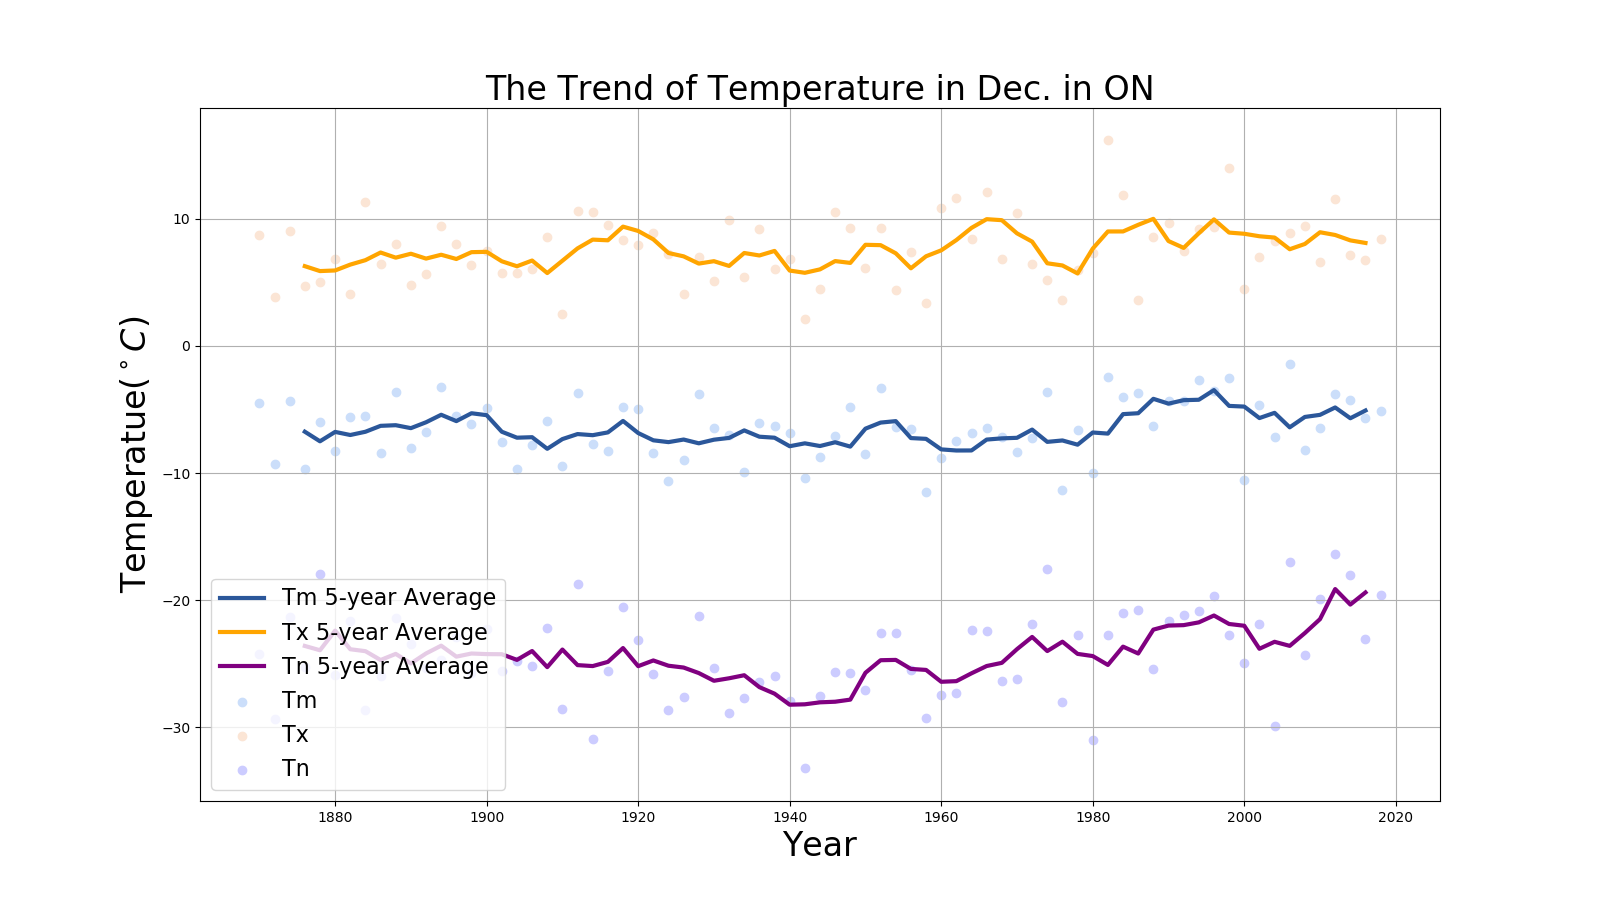 The Trend of Temperature in Dec. in ON
Temperatue(°C)
10
0
−10
−20
−30
Tm 5-year Average
Tx 5-year Average
Tn 5-year Average
Tm
Tx
Tn
1880 1900 1920 1940 1960 1980 2000 2020
Year